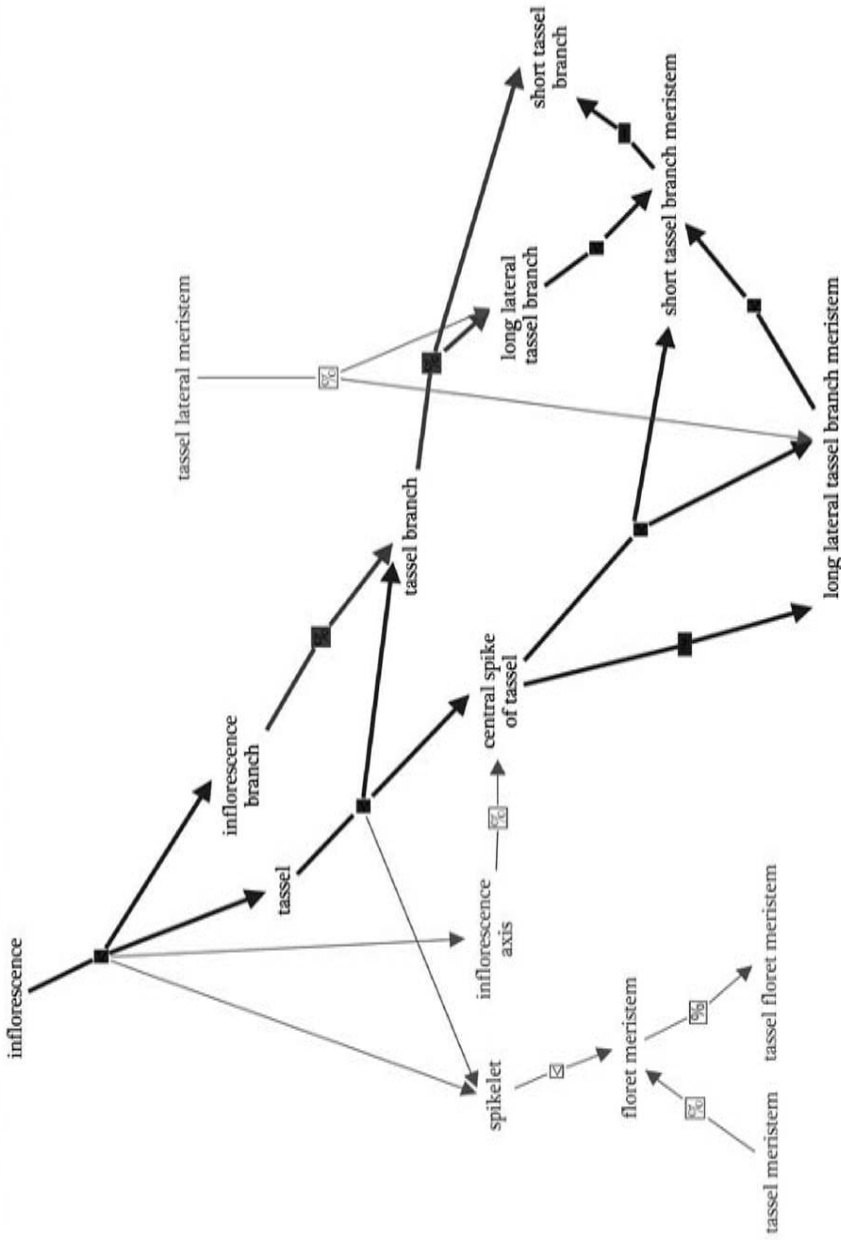 inflorescence
tassel lateral meristem
inflorescence
branch
tassel
tassel branch
short tassel
branch
long lateral
tassel branch
inflorescence
axis
central spike
of tassel
spikelet
short tassel branch meristem
floret meristem
long lateral tassel branch meristem
tassel meristem
tassel floret meristem
%
%
%
%
%
%
<